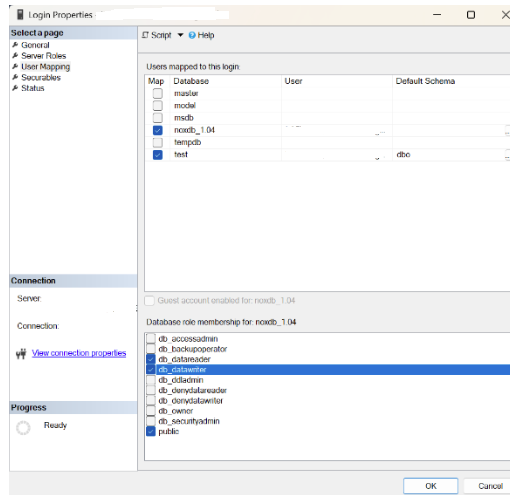 Login Properties
Select a page
General
Server Roles
User Mapping
Securables
Status
Script Help
Users mapped to this login:
Map Database User Default Schema
master
model
msdb
noxdb_1.04
tempdb
test dbo
Guest account enabled for: noxdb_1.04
Database role membership for: noxdb_1.04
db_accessadmin
db_backupoperator
db_datareader
db_datawriter
db_ddladmin
db_denydatareader
db_denydatawriter
db_owner
db_securityadmin
public
Connection
Server
Connection:
View connection properties
Progress
Ready
OK Cancel